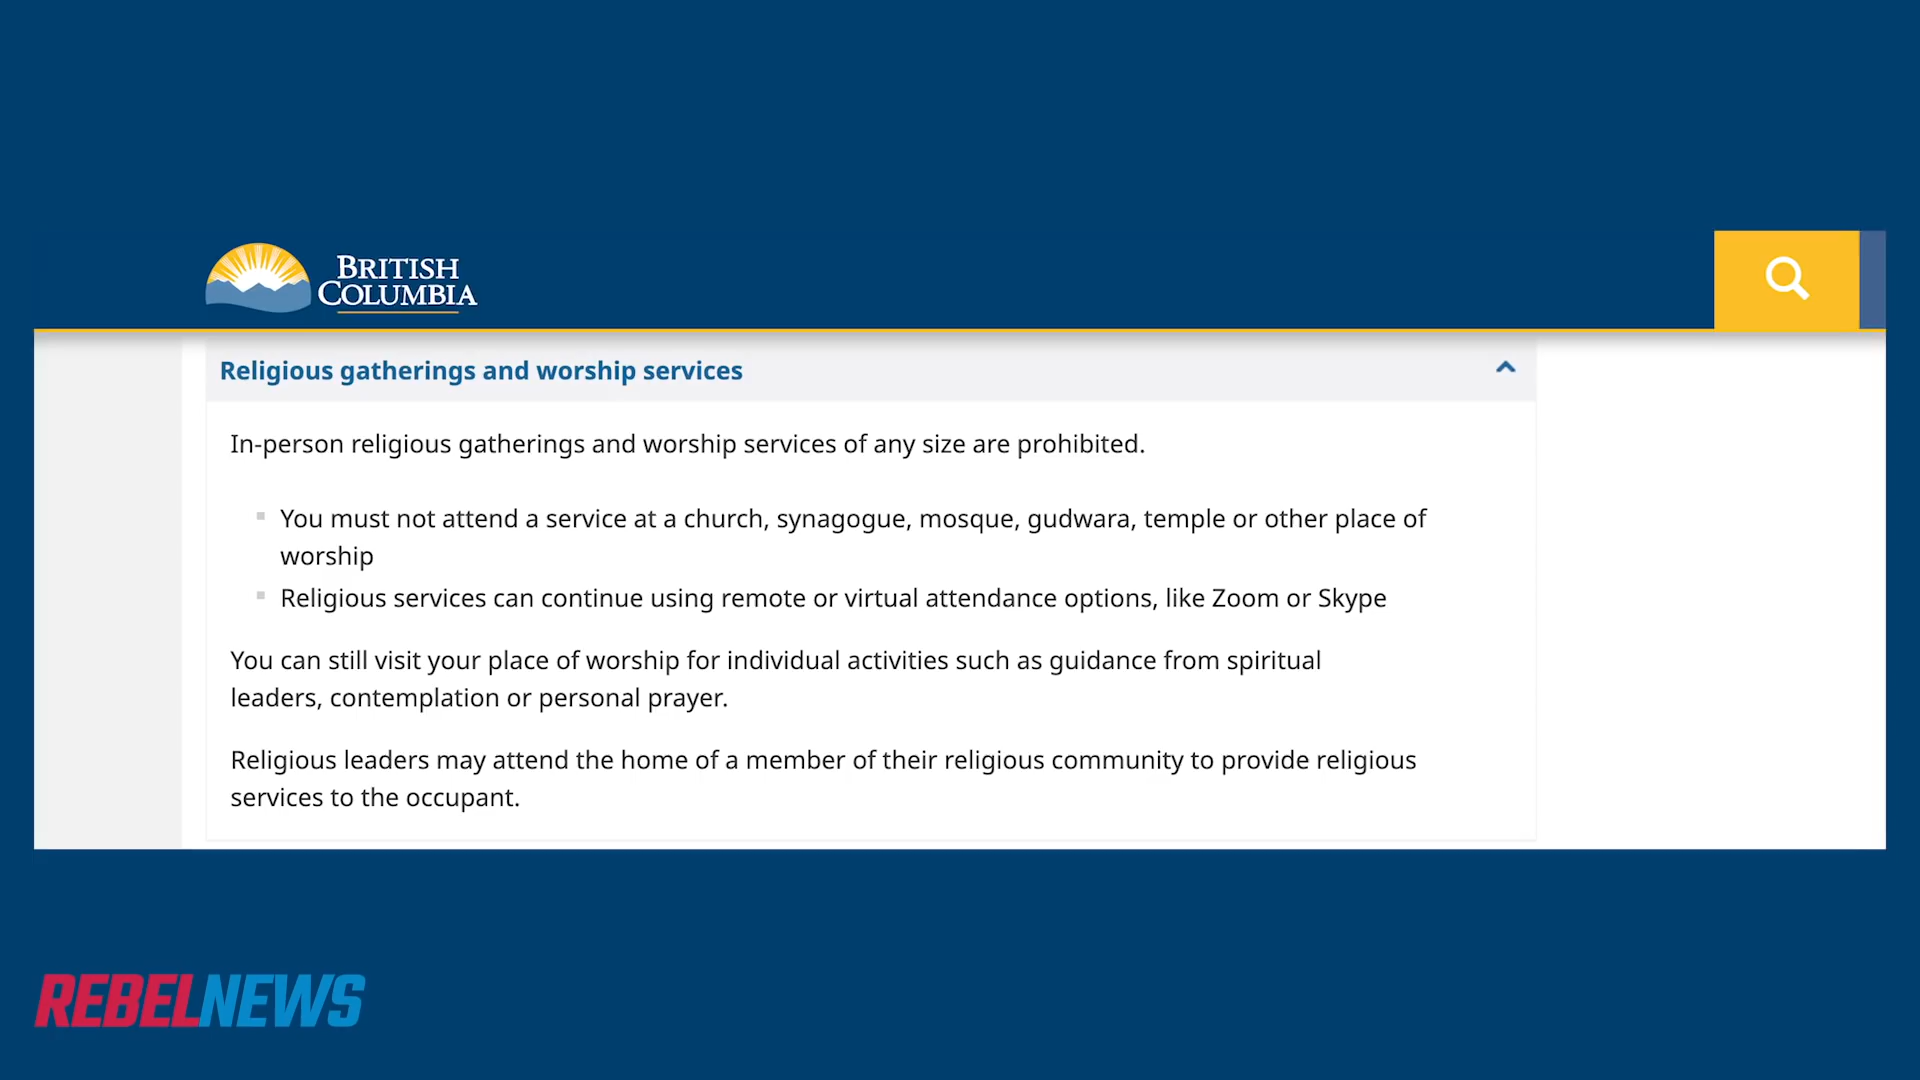 BRITISH
COLUMBIA
Religious gatherings and worship services
In-person religious gatherings and worship services of any size are prohibited.
You must not attend a service at a church, synagogue, mosque, gudwara, temple or other place of
worship
Religious services can continue using remote or virtual attendance options, like Zoom or Skype
You can still visit your place of worship for individual activities such as guidance from spiritual
leaders, contemplation or personal prayer.
Religious leaders may attend the home of a member of their religious community to provide religious
services to the occupant.
REBELNEWS